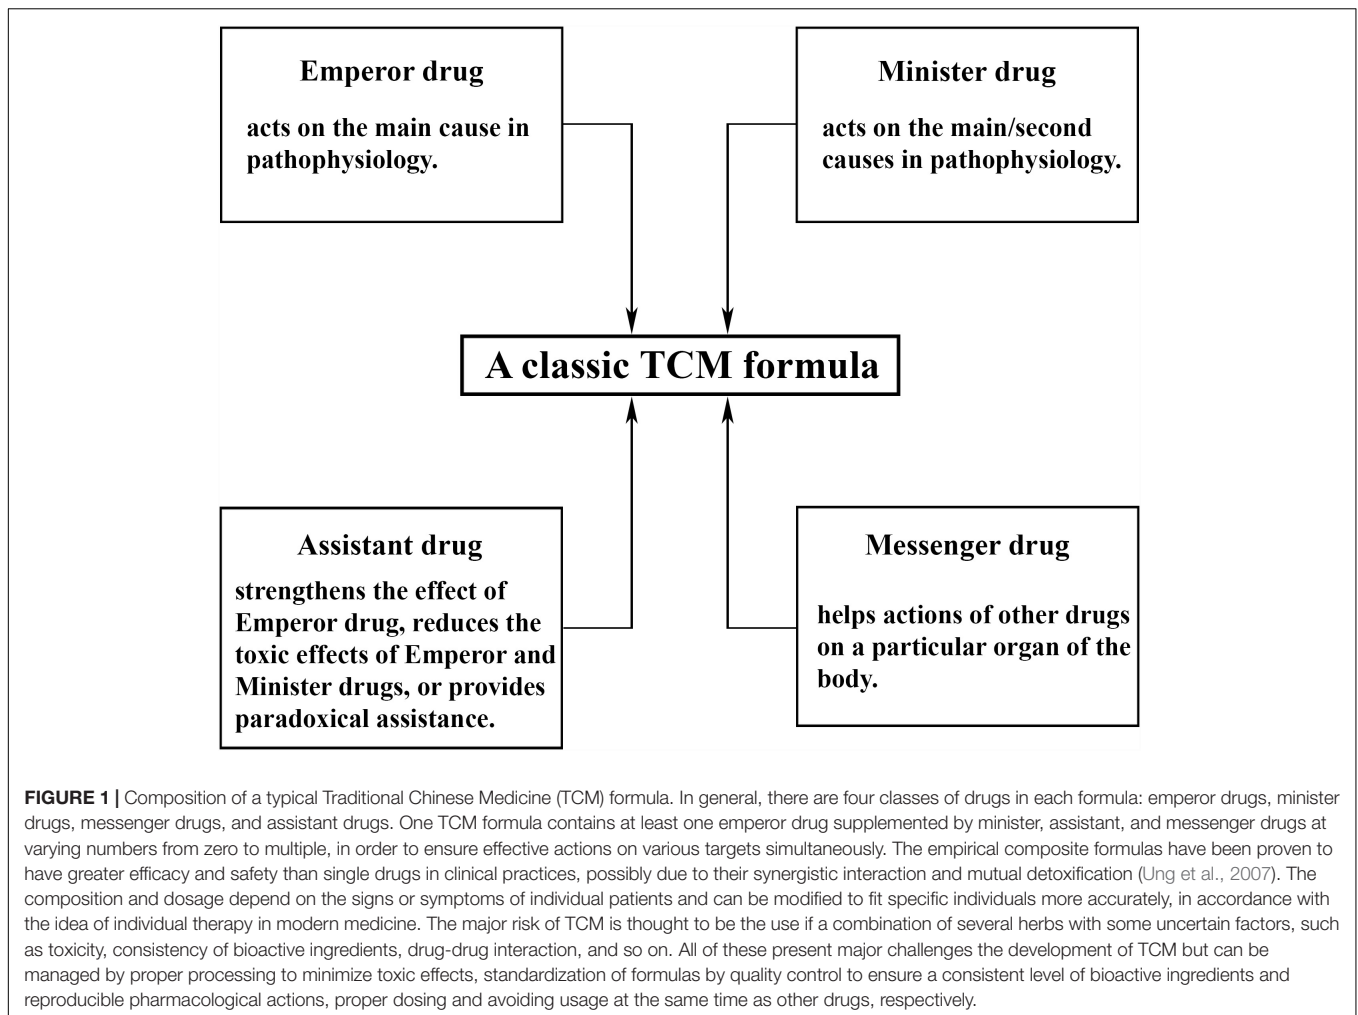 Emperor drug
acts on the main cause in
pathophysiology.
Minister drug
acts on the main/second
causes in pathophysiology.
A classic TCM formula
Assistant drug
strengthens the effect of
Emperor drug, reduces the
toxic effects of Emperor and
Minister drugs, or provides
paradoxical assistance.
Messenger drug
helps actions of other drugs
on a particular organ of the
body.
FIGURE 1 | Composition of a typical Traditional Chinese Medicine (TCM) formula. In general, there are four classes of drugs in each formula: emperor drugs, minister
drugs, messenger drugs, and assistant drugs. One TCM formula contains at least one emperor drug supplemented by minister, assistant, and messenger drugs at
varying numbers from zero to multiple, in order to ensure effective actions on various targets simultaneously. The empirical composite formulas have been proven to
have greater efficacy and safety than single drugs in clinical practices, possibly due to their synergistic interaction and mutual detoxification (Ung et al., 2007). The
composition and dosage depend on the signs or symptoms of individual patients and can be modified to fit specific individuals more accurately, in accordance with
the idea of individual therapy in modern medicine. The major risk of TCM is thought to be the use if a combination of several herbs with some uncertain factors, such
as toxicity, consistency of bioactive ingredients, drug-drug interaction, and so on. All of these present major challenges the development of TCM but can be
managed by proper processing to minimize toxic effects, standardization of formulas by quality control to ensure a consistent level of bioactive ingredients and
reproducible pharmacological actions, proper dosing and avoiding usage at the same time as other drugs, respectively.